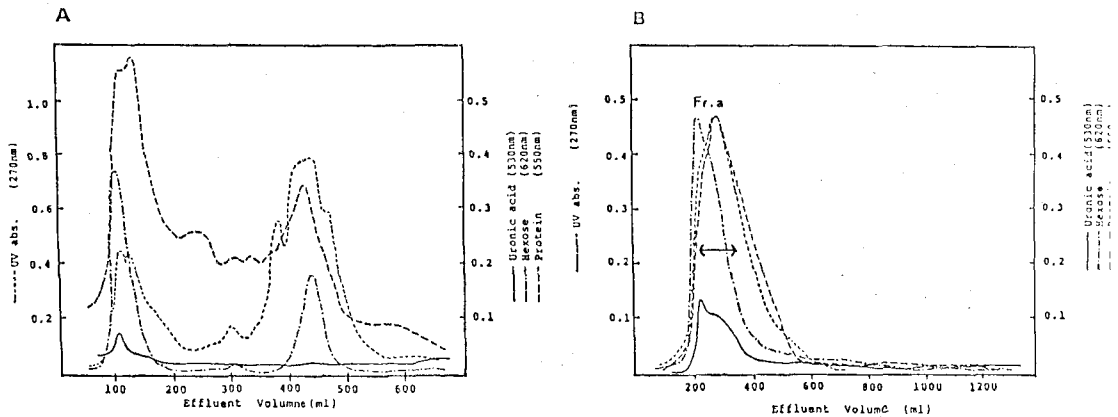 A
1.0
0.8
0.6
0.4
0.2
UV abs. (270nm)
0.5
0.4
0.3
0.2
0.1
Uronic acid (530nm)
Hexose (620nm)
Protein (550nm)
100 200 300 400 500 600
Effluent Volumne (ml)
B
Fr.a
0.5
0.4
0.3
0.2
0.1
UV abs. (270nm)
0.5
0.4
0.3
0.2
0.1
Uronic acid (530nm)
Hexose (620nm)
200 400 600 800 1000 1200
Effluent Volume (ml)